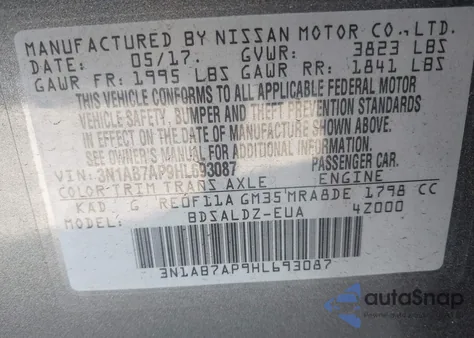 MANUFACTURED BY NISSAN MOTOR CO.,LTD.
DATE: 05/17. GVWR: 3823 LBS
GAWR FR: 1995 LBS GAWR RR: 1841 LBS
THIS VEHICLE CONFORMS TO ALL APPLICABLE FEDERAL MOTOR
VEHICLE SAFETY, BUMPER AND THEFT PREVENTION STANDARDS
IN EFFECT ON THE DATE OF MANUFACTURE SHOWN ABOVE.
SEE OWNER'S MANUAL FOR ADDITIONAL INFORMATION.
VIN: 3N1AB7AP9HL693087 PASSENGER CAR
COLOR TRIM TRANS AXLE ENGINE
KAD G RE0F11A GM35 MRA8DE 1798 CC
BDSALDZ-EUA 4Z000
3N1AB7AP9HL693087
autoSnap